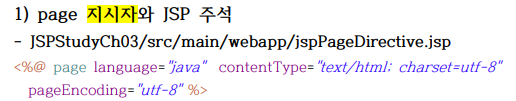 1) page 지시자와 JSP 주석
- JSPStudyCh03/src/main/webapp/jspPageDirective.jsp
<%@ page language="java" contentType="text/html; charset=utf-8"
pageEncoding="utf-8" %>